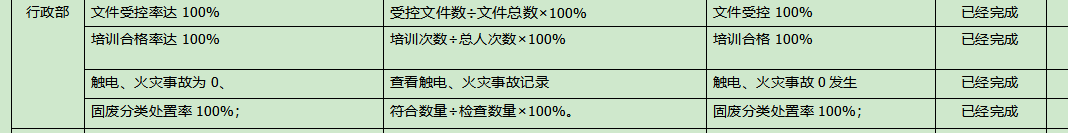 行政部 文件受控率达 100% 受控文件数÷文件总数×100% 文件受控 100% 已经完成
培训合格率达 100% 培训次数÷总人次数×100% 培训合格 100% 已经完成
触电、火灾事故为 0、 查看触电、火灾事故记录 触电、火灾事故 0 发生 已经完成
固废分类处置率 100%； 符合数量÷检查数量×100%。 固废分类处置率 100%； 已经完成